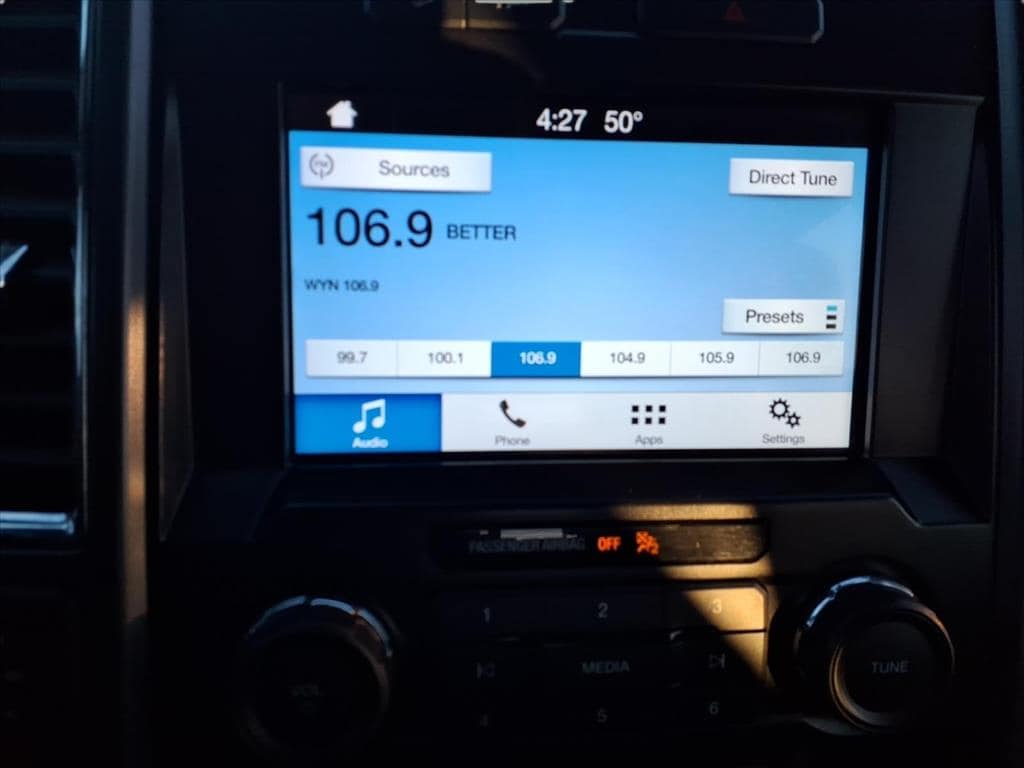 4:27 50°
Sources
Direct Tune
106.9 BETTER
WYN 106.9
Presets
99.7 100.1 106.9 104.9 105.9 106.9
Audio Phone Apps Settings
PASSENGER AIRBAG OFF
1 2 3
MEDIA
VOL
TUNE
4 5 6